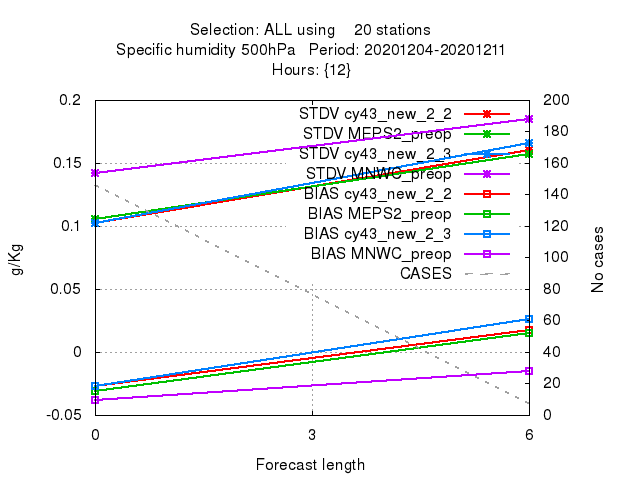 Selection: ALL using    20 stations
Specific humidity 500hPa   Period: 20201204-20201211
Hours: {12}
0.2
0.15
0.1
0.05
0
-0.05
200
180
160
140
120
100
80
60
40
20
0
STDV cy43_new_2_2
STDV MEPS2_preop
STDV cy43_new_2_3
STDV MNWC_preop
BIAS cy43_new_2_2
BIAS MEPS2_preop
BIAS cy43_new_2_3
BIAS MNWC_preop
CASES
g/Kg
No cases
0
3
6
Forecast length